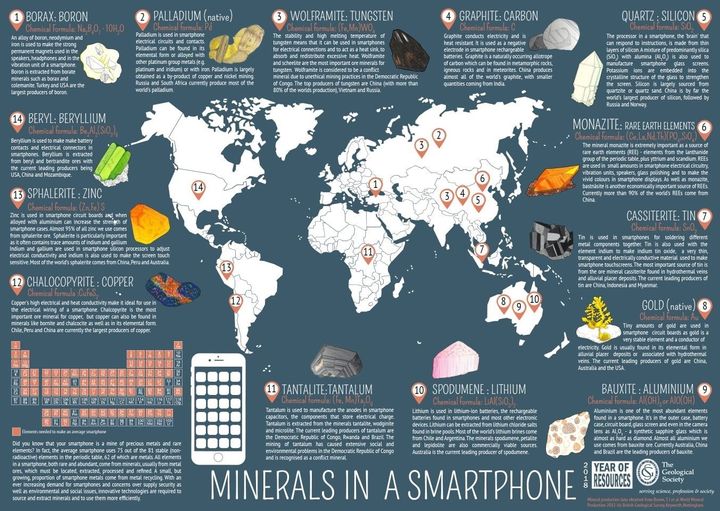 1 BORAX: BORON
Chemical formula: Na₂B₄O₇ · 10H₂O
An alloy of boron, neodymium and
iron is used to make the strong
permanent magnets used in the
speakers, headphones and in the
vibration unit of a smartphone
Boron is extracted from borate
minerals such as borax and
colemanite. Turkey and USA are the
largest producers of boron.
2 PALLADIUM (native)
Chemical formula: Pd
Palladium is used in smartphone
electrical circuits and contacts.
Palladium can be found in its
elemental form or alloyed with
other platinum group metals (e.g.
platinum and iridium) or with iron. Palladium is largely
obtained as a by-product of copper and nickel mining.
Russia and South Africa currently produce most of the
world's palladium.
3 WOLFRAMITE: TUNGSTEN
Chemical formula: (Fe,Mn)WO₄
The stability and high melting temperature of
tungsten means that it can be used in smartphones
for electrical connections and to act as a heat sink, to
absorb and redistribute excessive heat. Wolframite
and scheelite are the most important ore minerals for
tungsten. Wolframite is considered to be a conflict
mineral due to unethical mining practices in the Democratic Republic of
Congo. The top producers of tungsten are China (with more than
80% of the world's production), Vietnam and Russia.
4 GRAPHITE: CARBON
Chemical formula: C
Graphite conducts electricity and is
heat resistant. It is used as a negative
electrode in smartphone rechargeable
batteries. Graphite is a naturally occurring allotrope
of carbon which can be found in metamorphic rocks,
igneous rocks and in meteorites. China produces
almost all of the world's graphite, with smaller
quantities coming from India.
QUARTZ : SILICON 5
Chemical formula: SiO₂
The processor in a smartphone, the 'brain' that
can respond to instructions, is made from thin
layers of silicon. A mixture of predominantly silica
(SiO₂) with alumina (Al₂O₃) is also used to
manufacture smartphone glass screens.
Potassium ions are embedded into the
crystalline structure of the glass to strengthen
the screen. Silicon is largely sourced from
quartzite or quartz sand. China is by far the
world's largest producer of silicon, followed by
Russia and Norway.
14 BERYL: BERYLLIUM
Chemical formula: Be₃Al₂(SiO₃)₆
Beryllium is used to make battery
contacts and electrical connectors in
smartphones. Beryllium is extracted
from beryl and bertrandite ores with
the current leading producers being
USA, China and Mozambique.
MONAZITE: RARE EARTH ELEMENTS 6
The mineral monazite is extremely important as a source of
rare earth elements (REE) - elements from the lanthanide
group of the periodic table, plus yttrium and scandium. REEs
are used in small amounts in smartphone electrical circuitry,
vibration units, speakers, glass polishing and to make the
vivid colours in smartphone displays. As well as monazite,
bastnäsite is another economically important source of REEs.
Currently more than 90% of the world's REEs come from
China.
13 SPHALERITE : ZINC
Chemical formula: (Zn,Fe) S
Zinc is used in smartphone circuit boards and when
alloyed with aluminium can increase the strength of
smartphone cases. Almost 95% of all zinc we use comes
from sphalerite ore. Sphalerite is particularly important
as it often contains trace amounts of indium and gallium
Indium and gallium are used in smartphone silicon processors to adjust
electrical conductivity and indium is also used to make the screen touch
sensitive. Most of the world's sphalerite comes from China, Peru and Australia.
CASSITERITE: TIN 7
Chemical formula: SnO₂
Tin is used in smartphones for soldering different
metal components together. Tin is also used with the
element indium to make indium tin oxide, a very thin,
transparent and electrically conductive material used to make
smartphone touchscreens. The most important source of tin is
from the ore mineral cassiterite found in hydrothermal veins
and alluvial placer deposits. The current leading producers of
tin are China, Indonesia and Myanmar.
12 CHALOCOPYRITE : COPPER
Chemical formula :CuFeS₂
Copper's high electrical and heat conductivity make it ideal for use in
the electrical wiring of a smartphone. Chalcopyrite is the most
important ore mineral for copper, but copper can also be found in
minerals like bornite and chalcocite as well as in its elemental form.
Chile, Peru and China are currently the largest producers of copper.
GOLD (native) 8
Chemical formula: Au
Tiny amounts of gold are used in
smartphone circuit boards as gold is a
very stable element and a conductor of
electricity. Gold is usually found in its elemental form in
alluvial placer deposits or associated with hydrothermal
veins. The current leading producers of gold are China,
Australia and the USA.
14
13
12
11
1
2
3
3
4
5
2
6
7
8
9
10
Elements needed to make an average smartphone
Did you know that your smartphone is a mine of precious metals and rare
elements? In fact, the average smartphone uses 75 out of the 81 stable (non-
radioactive) elements in the periodic table, 62 of which are metals. All elements
in a smartphone, both rare and abundant, come from minerals, usually from metal
ores, which must be located, extracted, processed and refined. A small, but
growing, proportion of smartphone metals come from metal recycling. With an
ever growing demand for smartphones and concerns over supply security as
well as environmental and social issues, innovative technologies are required to
source and extract minerals and to use them more efficiently.
11 TANTALITE:TANTALUM
Chemical formula: (Fe, Mn)Ta₂O₆
Tantalum is used to manufacture the anodes in smartphone
capacitors, the components that store electrical charge.
Tantalum is extracted from the minerals tantalite, wodginite
and microlite. The current leading producers of tantalum are
the Democratic Republic of Congo, Rwanda and Brazil. The
mining of tantalum has caused extensive social and
environmental problems in the Democratic Republic of Congo
and is recognised as a conflict mineral.
10 SPODUMENE : LITHIUM
Chemical formula: LiAl(SiO₃)₂
Lithium is used in Lithium-ion batteries, the rechargeable
batteries found in smartphones and most other electronic
devices. Lithium can be extracted from lithium chloride salts
found in brine pools. Most of the world's lithium brines come
from Chile and Argentina. The minerals spodumene, petalite
and lepidolite are also commercially viable sources.
Australia is the current leading producer of spodumene.
BAUXITE : ALUMINIUM 9
Chemical formula: Al(OH)₃ or AlO(OH)
Aluminium is one of the most abundant elements
found in a smartphone. It's in the outer case, battery
case, circuit board, glass screen and even in the camera
lens as Al₂O₃ - a synthetic sapphire glass which is
almost as hard as diamond. Almost all aluminium we
use comes from bauxite ore. Currently Australia, China
and Brazil are the leading producers of bauxite.
MINERALS IN A SMARTPHONE
2018
YEAR OF
RESOURCES
The
Geological
Society
serving science, profession & society